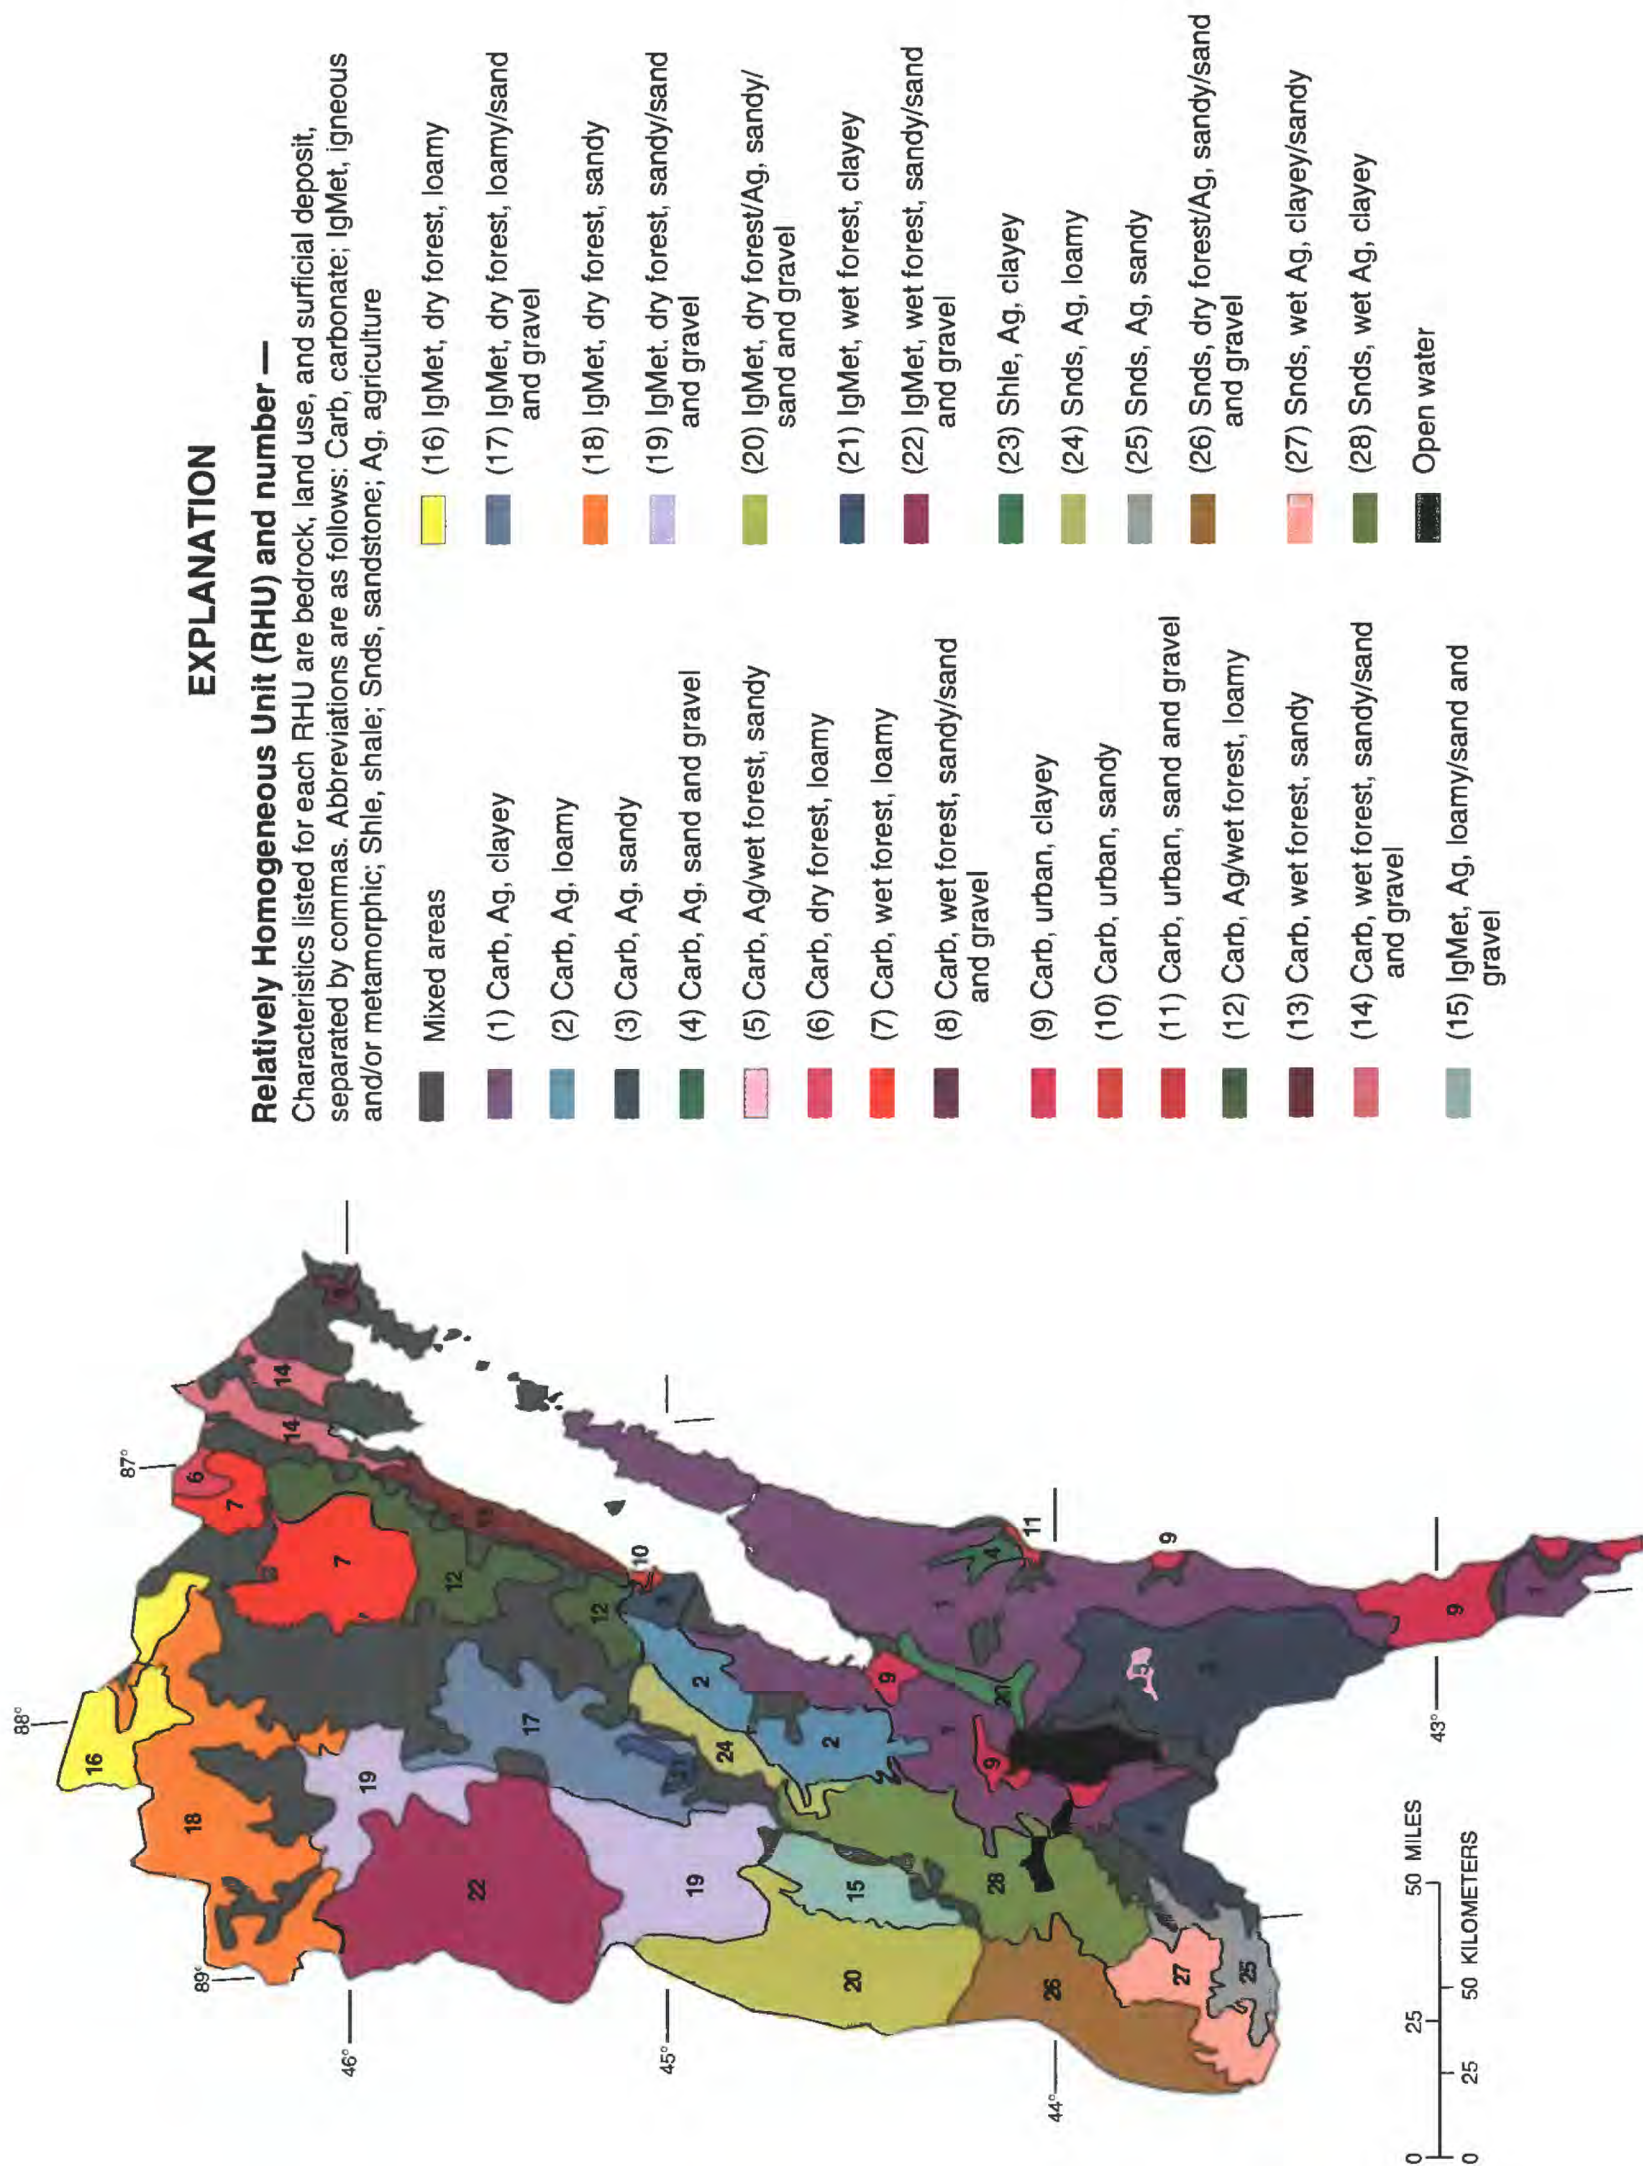 EXPLANATION
Relatively Homogeneous Unit (RHU) and number —
Characteristics listed for each RHU are bedrock, land use, and surficial deposit,
separated by commas. Abbreviations are as follows: Carb, carbonate; IgMet, igneous
and/or metamorphic; Shle, shale; Snds, sandstone; Ag, agriculture
Mixed areas
(1) Carb, Ag, clayey
(2) Carb, Ag, loamy
(3) Carb, Ag, sandy
(4) Carb, Ag, sand and gravel
(5) Carb, Ag/wet forest, sandy
(6) Carb, dry forest, loamy
(7) Carb, wet forest, loamy
(8) Carb, wet forest, sandy/sand
and gravel
(9) Carb, urban, clayey
(10) Carb, urban, sandy
(11) Carb, urban, sand and gravel
(12) Carb, Ag/wet forest, loamy
(13) Carb, wet forest, sandy
(14) Carb, wet forest, sandy/sand
and gravel
(15) IgMet, Ag, loamy/sand and
gravel
(16) IgMet, dry forest, loamy
(17) IgMet, dry forest, loamy/sand
and gravel
(18) IgMet, dry forest, sandy
(19) IgMet. dry forest, sandy/sand
and gravel
(20) IgMet, dry forest/Ag, sandy/
sand and gravel
(21) IgMet, wet forest, clayey
(22) IgMet, wet forest, sandy/sand
and gravel
(23) Shle, Ag, clayey
(24) Snds, Ag, loamy
(25) Snds, Ag, sandy
(26) Snds, dry forest/Ag, sandy/sand
and gravel
(27) Snds, wet Ag, clayey/sandy
(28) Snds, wet Ag, clayey
Open water
88°
87°
89°
46°
45°
44°
43°
16
18
6
7
14
14
7
7
19
12
22
17
12
10
19
24
2
2
15
9
1
1
4
11
20
28
9
9
26
27
25
3
3
5
9
1
0 25 50 MILES
0 25 50 KILOMETERS